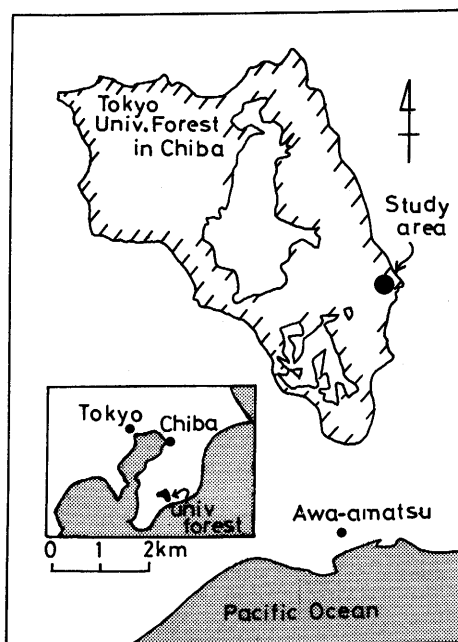 Tokyo
Univ. Forest
in Chiba
Study
area
Tokyo
Chiba
univ
forest
0 1 2km
Awa-amatsu
Pacific Ocean